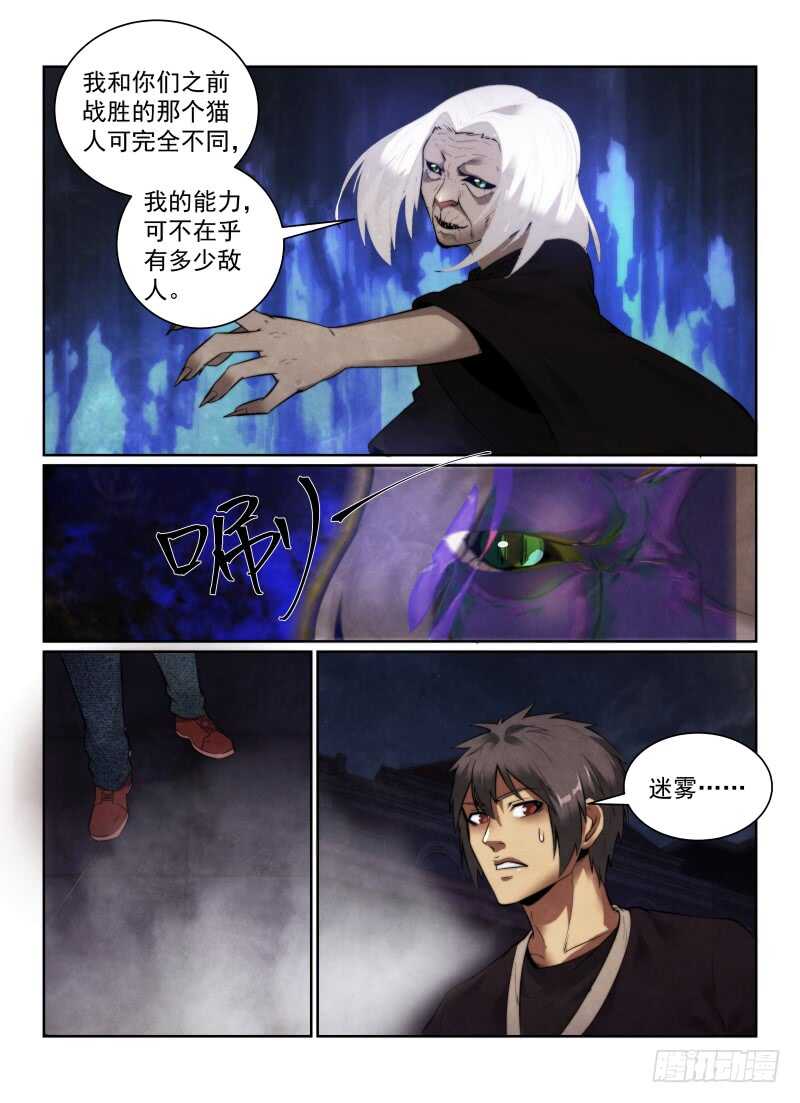 我和你们之前
战胜的那个猫
人可完全不同，
我的能力，
可不在乎
有多少敌
人。
唰
迷雾……
腾讯动漫